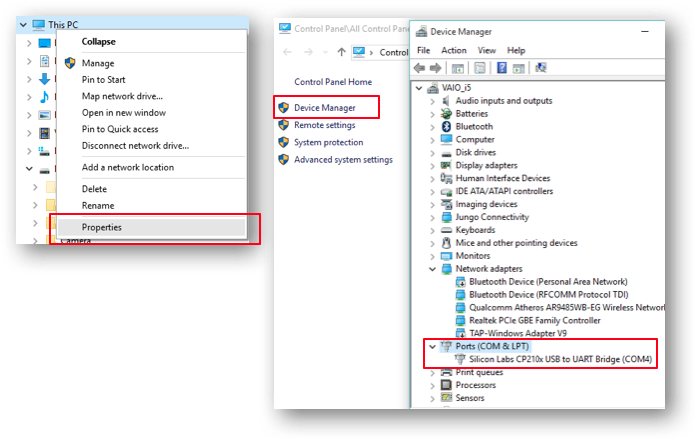 This PC
Collapse
Manage
Pin to Start
Map network drive...
Open in new window
Pin to Quick access
Disconnect network drive...
Add a network location
Delete
Rename
Properties
Camera
Control Panel\All Control Pane
Control
Control Panel Home
Device Manager
Remote settings
System protection
Advanced system settings
Device Manager
File Action View Help
VAIO_i5
Audio inputs and outputs
Batteries
Bluetooth
Computer
Disk drives
Display adapters
Human Interface Devices
IDE ATA/ATAPI controllers
Imaging devices
Jungo Connectivity
Keyboards
Mice and other pointing devices
Monitors
Network adapters
Bluetooth Device (Personal Area Network)
Bluetooth Device (RFCOMM Protocol TDI)
Qualcomm Atheros AR9485WB-EG Wireless Network
Realtek PCIe GBE Family Controller
TAP-Windows Adapter V9
Ports (COM & LPT)
Silicon Labs CP210x USB to UART Bridge (COM4)
Print queues
Processors
Sensors